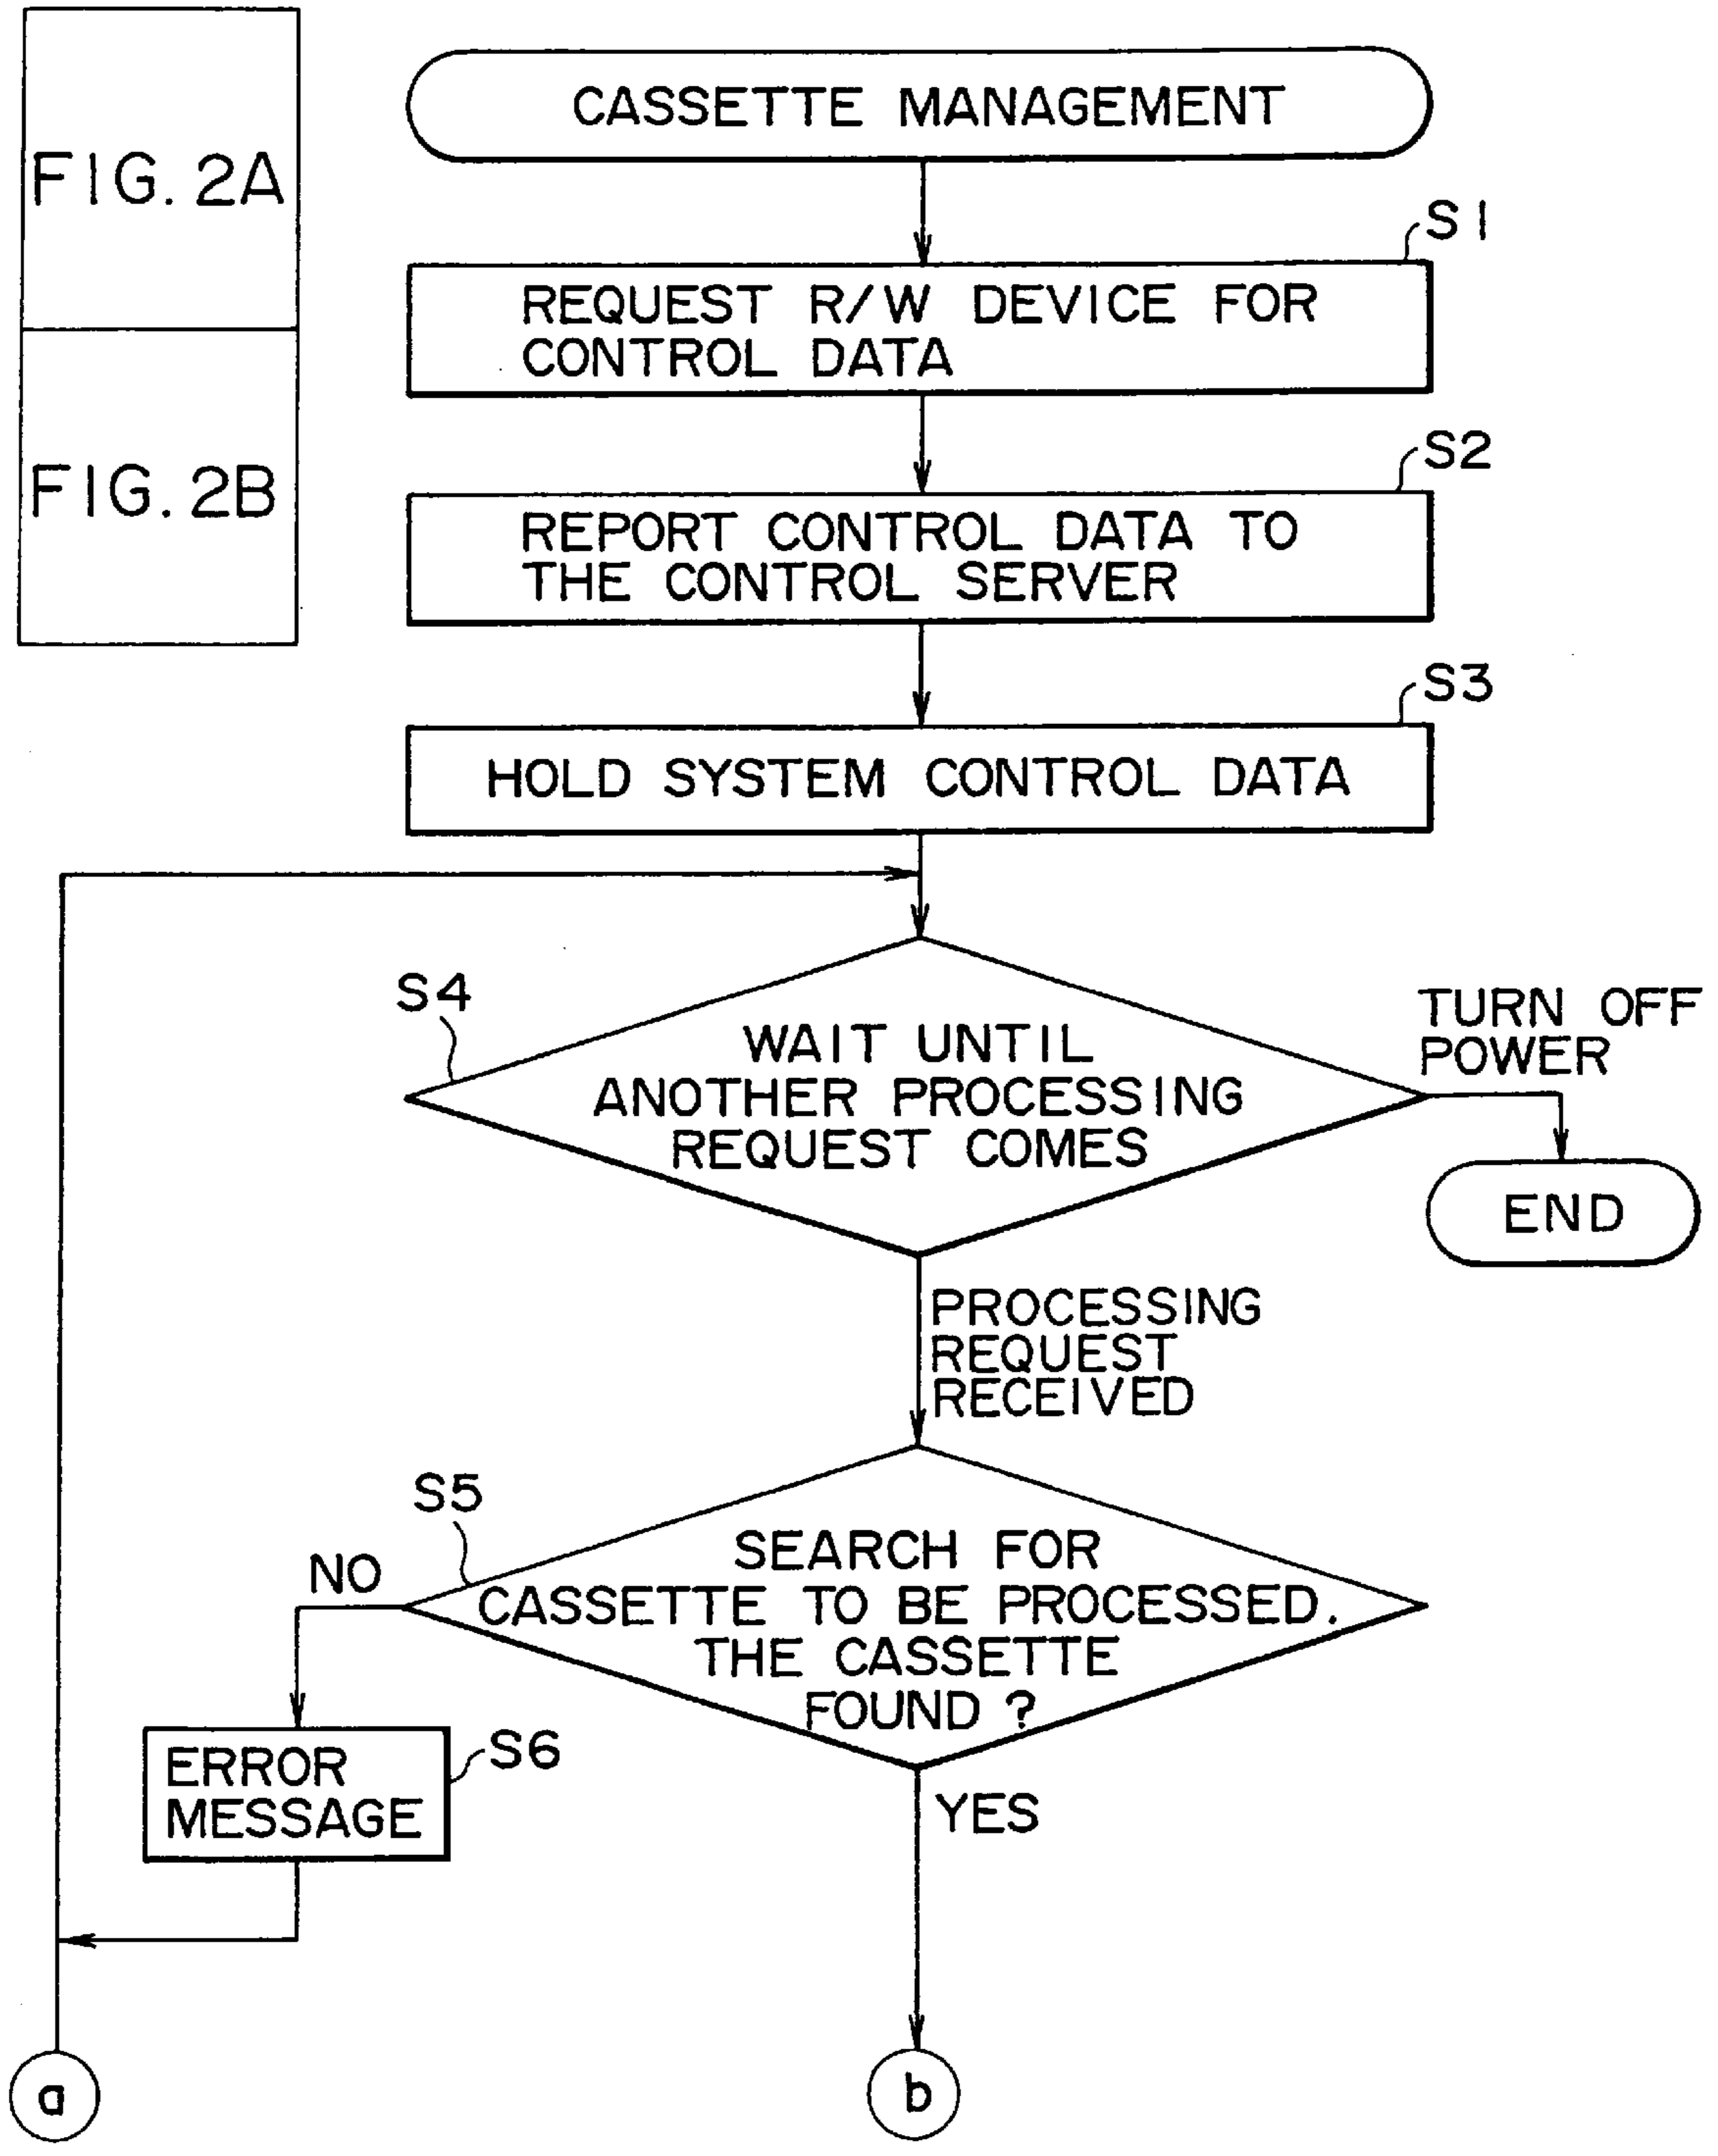 FIG. 2A
FIG. 2B
CASSETTE MANAGEMENT
S1
REQUEST R/W DEVICE FOR
CONTROL DATA
S2
REPORT CONTROL DATA TO
THE CONTROL SERVER
S3
HOLD SYSTEM CONTROL DATA
S4
WAIT UNTIL
ANOTHER PROCESSING
REQUEST COMES
TURN OFF
POWER
END
PROCESSING
REQUEST
RECEIVED
S5
SEARCH FOR
CASSETTE TO BE PROCESSED.
THE CASSETTE
FOUND ?
NO
S6
ERROR
MESSAGE
YES
a
b